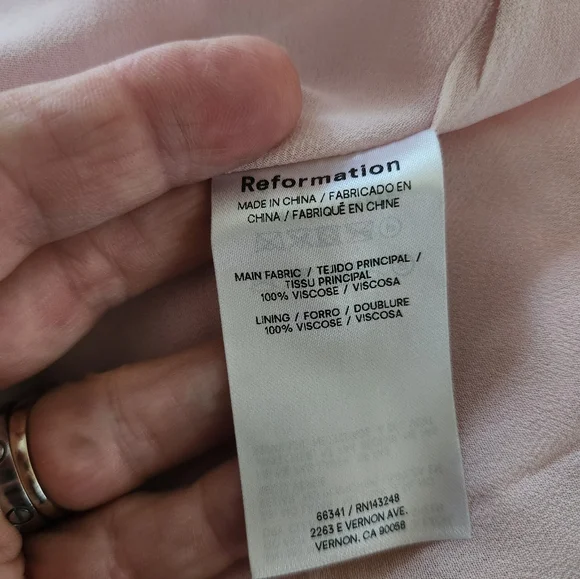 Reformation
MADE IN CHINA / FABRICADO EN
CHINA / FABRIQUÉ EN CHINE
MAIN FABRIC / TEJIDO PRINCIPAL /
TISSU PRINCIPAL
100% VISCOSE / VISCOSA
LINING / FORRO / DOUBLURE
100% VISCOSE / VISCOSA
66341 / RN143248
2263 E VERNON AVE.
VERNON, CA 90058